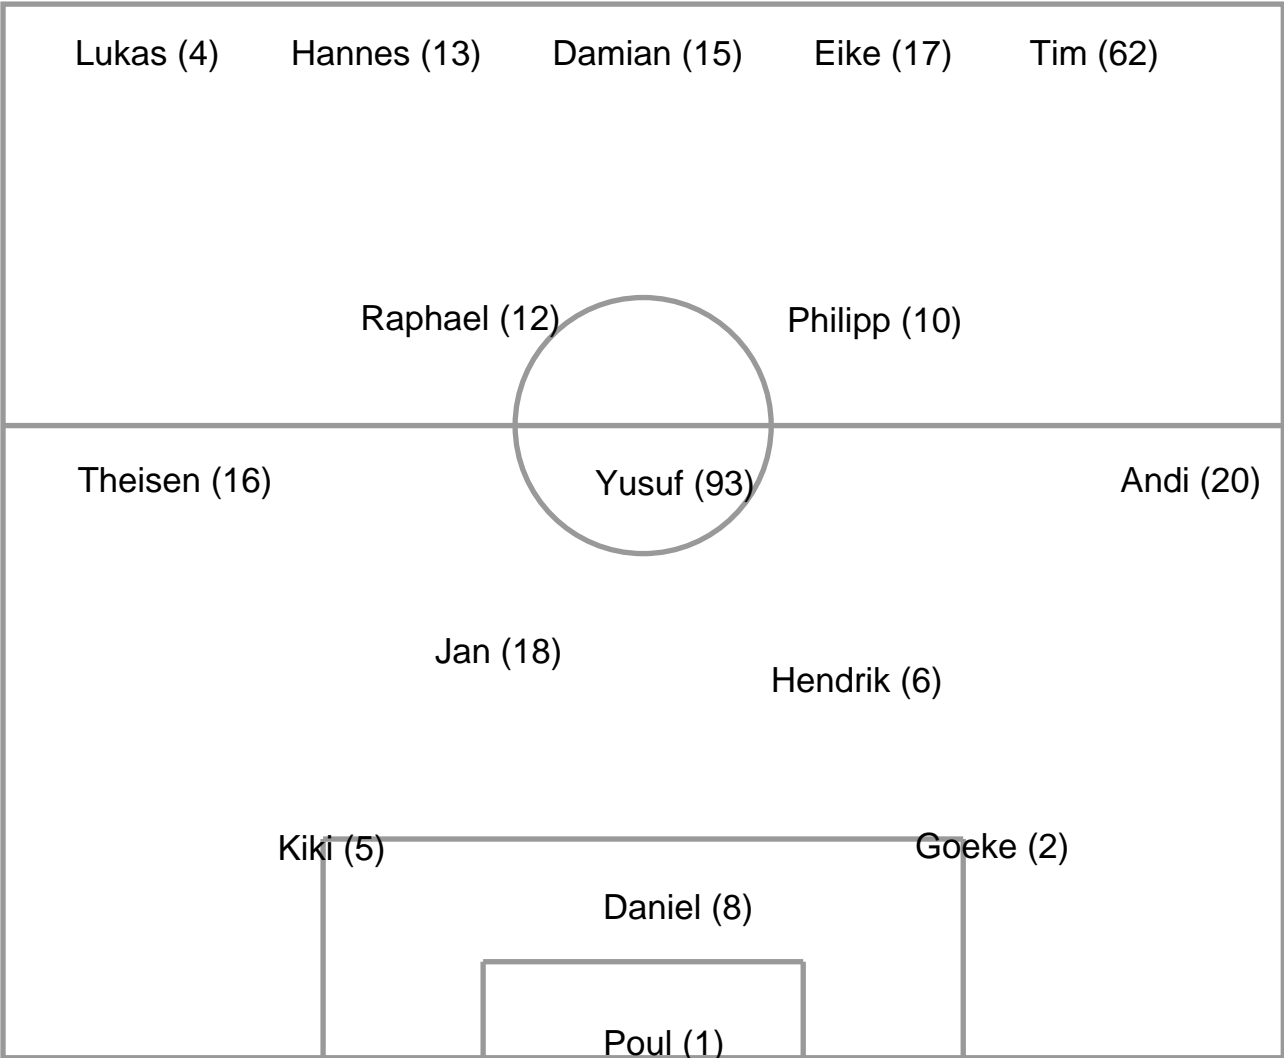 Lukas (4) Hannes (13) Damian (15) Eike (17) Tim (62)
Raphael (12) Philipp (10)
Theisen (16) Yusuf (93) Andi (20)
Jan (18)
Hendrik (6)
Kiki (5) Goeke (2)
Daniel (8)
Poul (1)